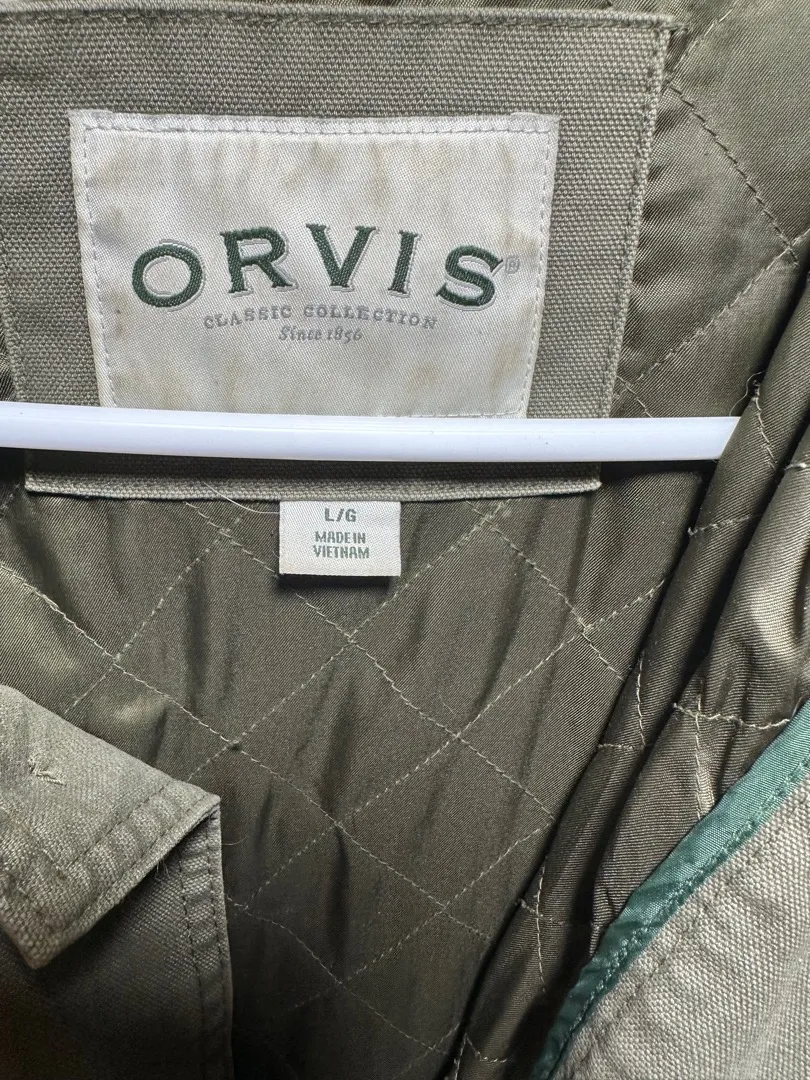 ORVIS®
CLASSIC COLLECTION
Since 1856
L/G
MADE IN
VIETNAM